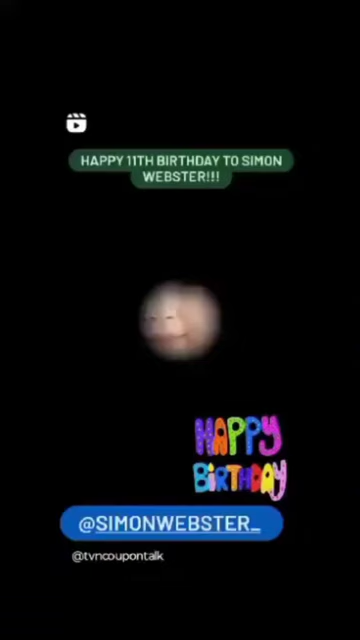 HAPPY 11TH BIRTHDAY TO SIMON
WEBSTER!!!
HAPPY
BIRTHDAY
@SIMONWEBSTER_
@tvncoupontalk